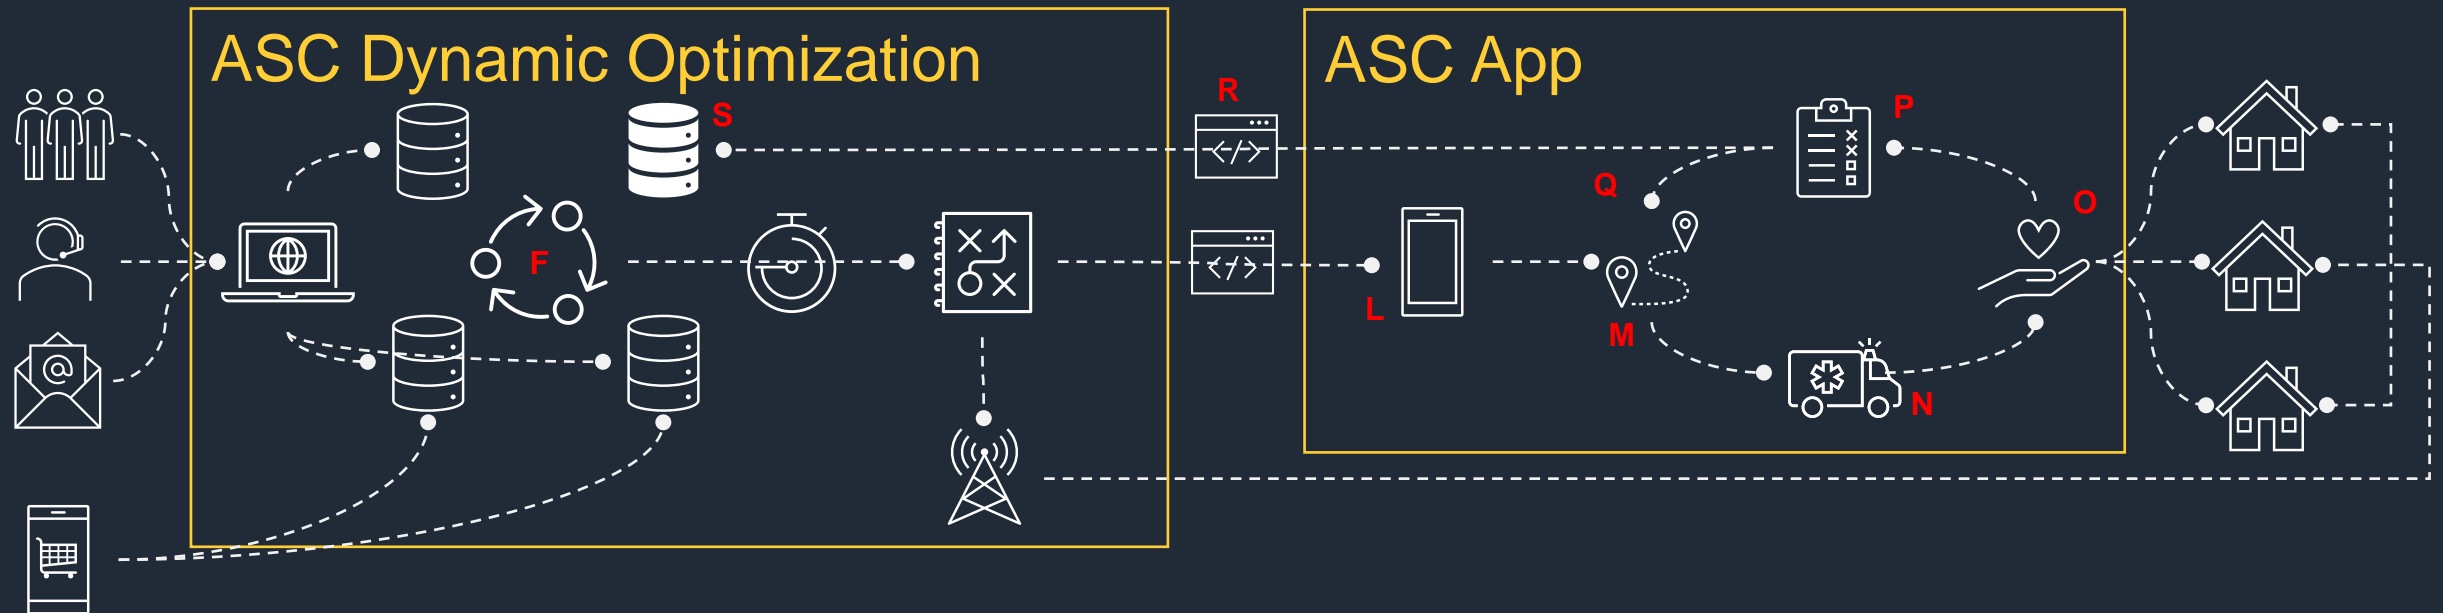 ASC Dynamic Optimization
ASC App
R
S
P
Q
O
F
L
M
N